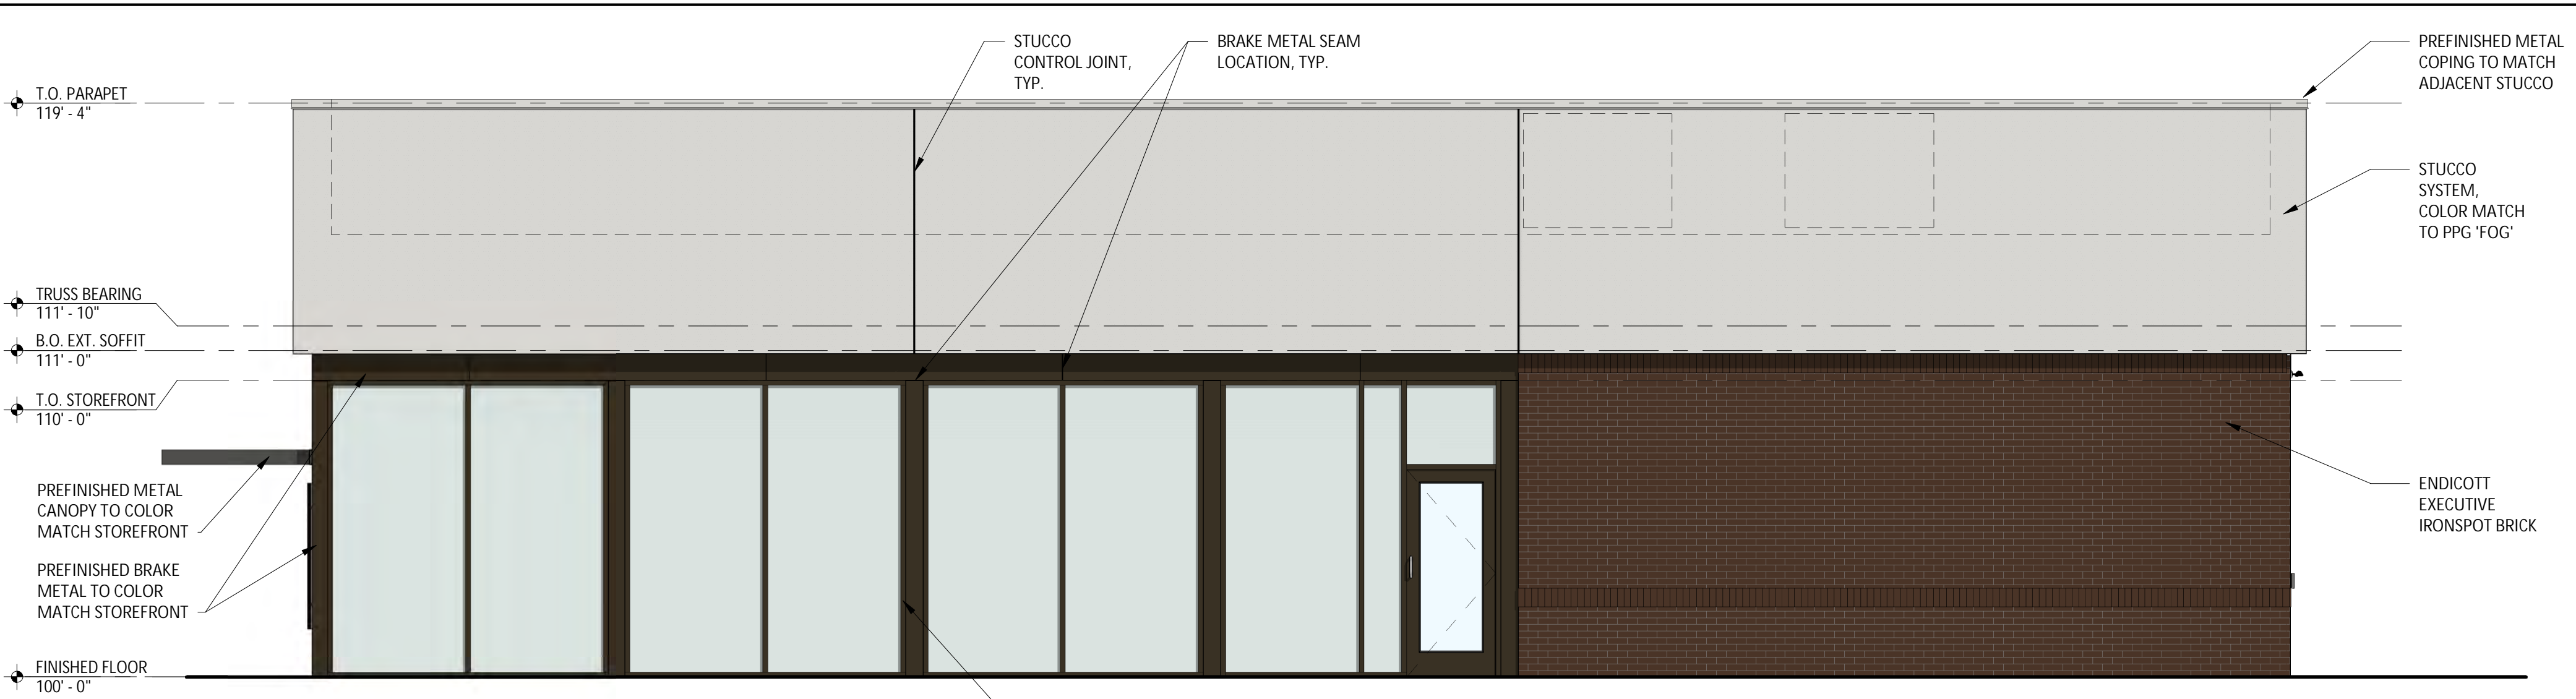 STUCCO
CONTROL JOINT,
TYP.
BRAKE METAL SEAM
LOCATION, TYP.
PREFINISHED METAL
COPING TO MATCH
ADJACENT STUCCO
T.O. PARAPET
119' - 4"
STUCCO
SYSTEM,
COLOR MATCH
TO PPG 'FOG'
TRUSS BEARING
111' - 10"
B.O. EXT. SOFFIT
111' - 0"
T.O. STOREFRONT
110' - 0"
PREFINISHED METAL
CANOPY TO COLOR
MATCH STOREFRONT
ENDICOTT
EXECUTIVE
IRONSPOT BRICK
PREFINISHED BRAKE
METAL TO COLOR
MATCH STOREFRONT
FINISHED FLOOR
100' - 0"